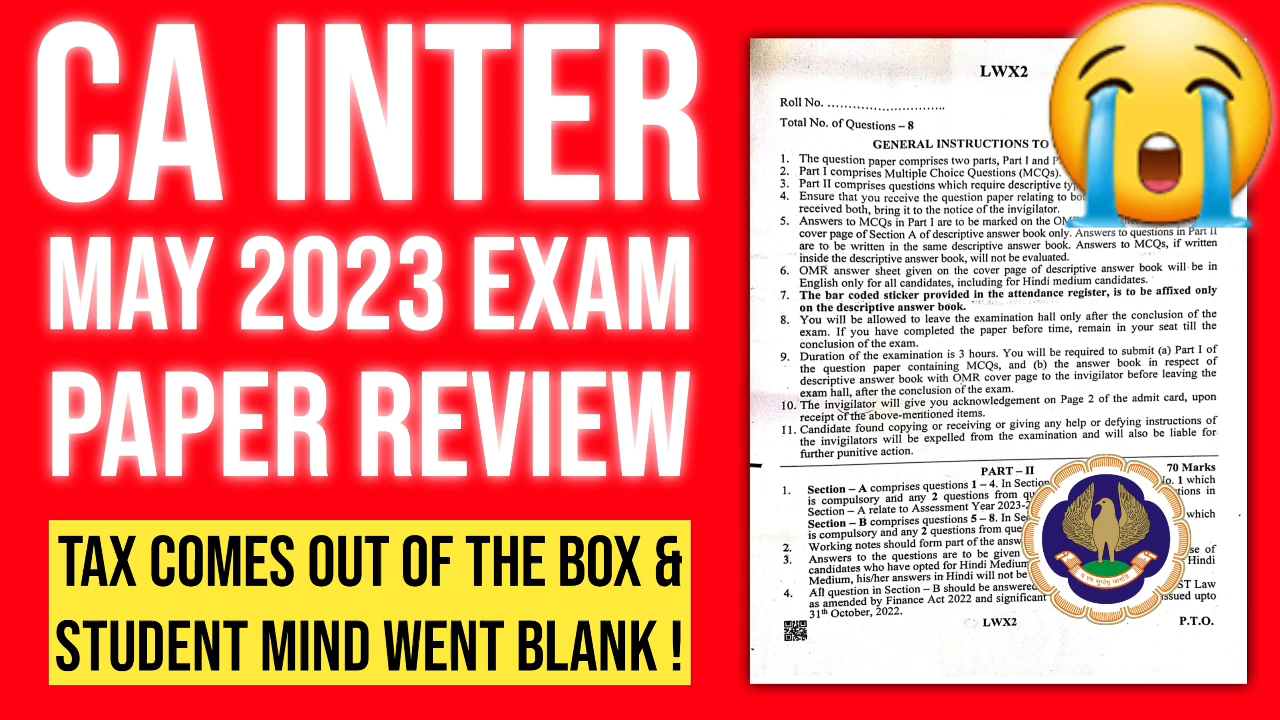 CA INTER
MAY 2023 EXAM
PAPER REVIEW
TAX COMES OUT OF THE BOX &
STUDENT MIND WENT BLANK !
LWX2
Roll No. ..............................
Total No. of Questions – 8
GENERAL INSTRUCTIONS TO
1. The question paper comprises two parts, Part I and
2. Part I comprises Multiple Choice Questions (MCQs).
3. Part II comprises questions which require descriptive
4. Ensure that you receive the question paper relating to
received both, bring it to the notice of the invigilator.
5. Answers to MCQs in Part I are to be marked on the
cover page of Section A of descriptive answer book only. Answers to questions in Part II
are to be written in the same descriptive answer book. Answers to MCQs, if written
inside the descriptive answer book, will not be evaluated.
6. OMR answer sheet given on the cover page of descriptive answer book will be in
English only for all candidates, including for Hindi medium candidates.
7. The bar coded sticker provided in the attendance register, is to be affixed only
on the descriptive answer book.
8. You will be allowed to leave the examination hall only after the conclusion of the
exam. If you have completed the paper before time, remain in your seat till the
conclusion of the exam.
9. Duration of the examination is 3 hours. You will be required to submit (a) Part I of
the question paper containing MCQs, and (b) the answer book in respect of
descriptive answer book with OMR cover page to the invigilator before leaving the
exam hall, after the conclusion of the exam.
10. The invigilator will give you acknowledgement on Page 2 of the admit card, upon
receipt of the above-mentioned items.
11. Candidate found copying or receiving or giving any help or defying instructions of
the invigilators will be expelled from the examination and will also be liable for
further punitive action.
PART – II 70 Marks
1. Section – A comprises questions 1 – 4. In Section No. 1 which
is compulsory and any 2 questions from
Section – A relate to Assessment Year
Section – B comprises questions 5 – 8. In which
is compulsory and any 2 questions from
2. Working notes should form part of the
3. Answers to the questions are to be given
candidates who have opted for Hindi Hindi
Medium, his/her answers in Hindi will not be
4. All question in Section – B should be answered Law
as amended by Finance Act 2022 and significant issued upto
31th October, 2022.
LWX2 P.T.O.